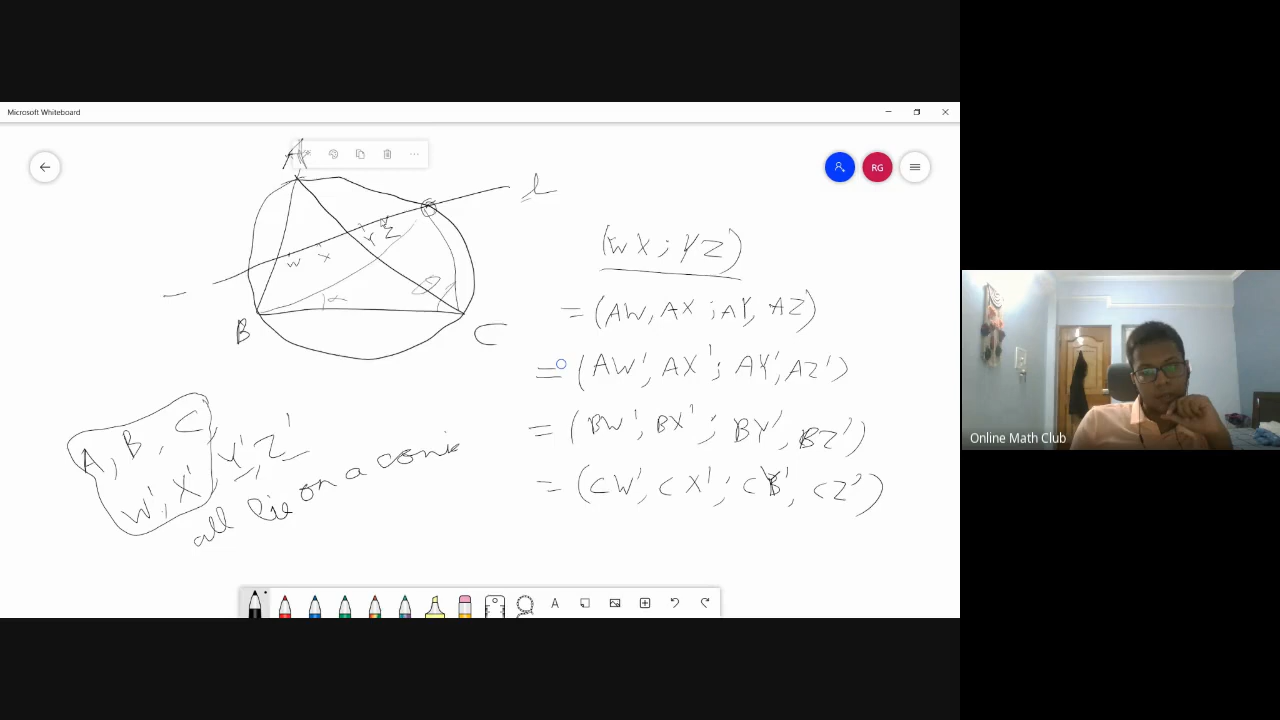 Microsoft Whiteboard
A
l
W X Y Z
α
B
C
RG
(WX; YZ)
= (AW, AX; AY, AZ)
= (AW', AX'; AY', AZ')
= (BW', BX'; BY', BZ')
= (CW', CX'; CY', CZ')
A, B, C
W', X', Y', Z'
all lie on a conic
A
Online Math Club